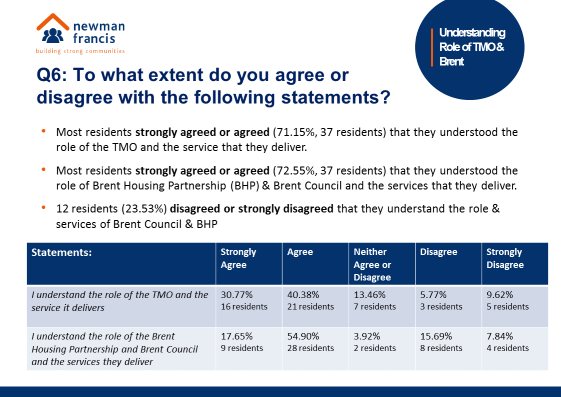 newman
francis
building strong communities
Understanding
Role of TMO &
Brent
Q6: To what extent do you agree or
disagree with the following statements?
• Most residents strongly agreed or agreed (71.15%, 37 residents) that they understood the
role of the TMO and the service that they deliver.
• Most residents strongly agreed or agreed (72.55%, 37 residents) that they understood the
role of Brent Housing Partnership (BHP) & Brent Council and the services that they deliver.
• 12 residents (23.53%) disagreed or strongly disagreed that they understand the role &
services of Brent Council & BHP
Statements: Strongly Agree Neither Disagree Strongly
Agree Agree or Disagree
Disagree
I understand the role of the TMO and the 30.77% 40.38% 13.46% 5.77% 9.62%
service it delivers 16 residents 21 residents 7 residents 3 residents 5 residents
I understand the role of the Brent 17.65% 54.90% 3.92% 15.69% 7.84%
Housing Partnership and Brent Council 9 residents 28 residents 2 residents 8 residents 4 residents
and the services they deliver